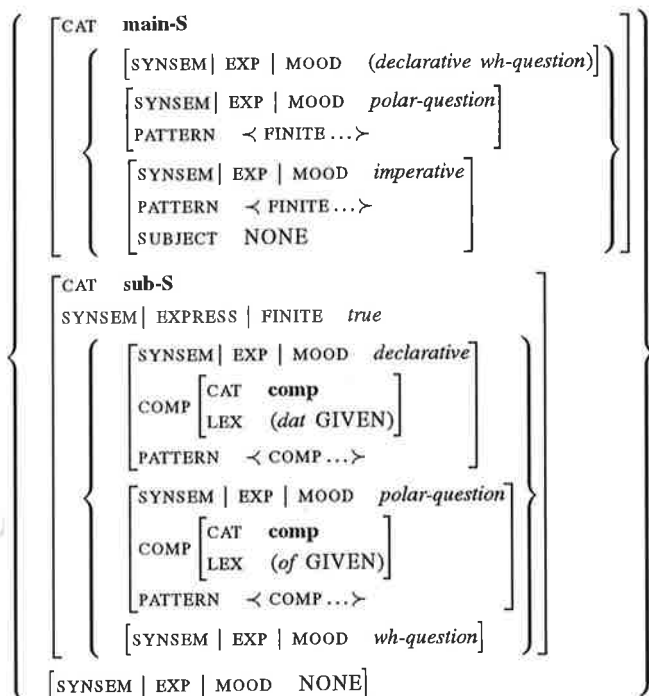 CAT main-S
SYNSEM| EXP | MOOD (declarative wh-question)
SYNSEM| EXP | MOOD polar-question
PATTERN ≺ FINITE ...≻
SYNSEM| EXP | MOOD imperative
PATTERN ≺ FINITE ...≻
SUBJECT NONE
CAT sub-S
SYNSEM| EXPRESS | FINITE true
SYNSEM| EXP | MOOD declarative
COMP CAT comp
LEX (dat GIVEN)
PATTERN ≺ COMP ...≻
SYNSEM | EXP | MOOD polar-question
COMP CAT comp
LEX (of GIVEN)
PATTERN ≺ COMP ...≻
SYNSEM | EXP | MOOD wh-question
SYNSEM | EXP | MOOD NONE